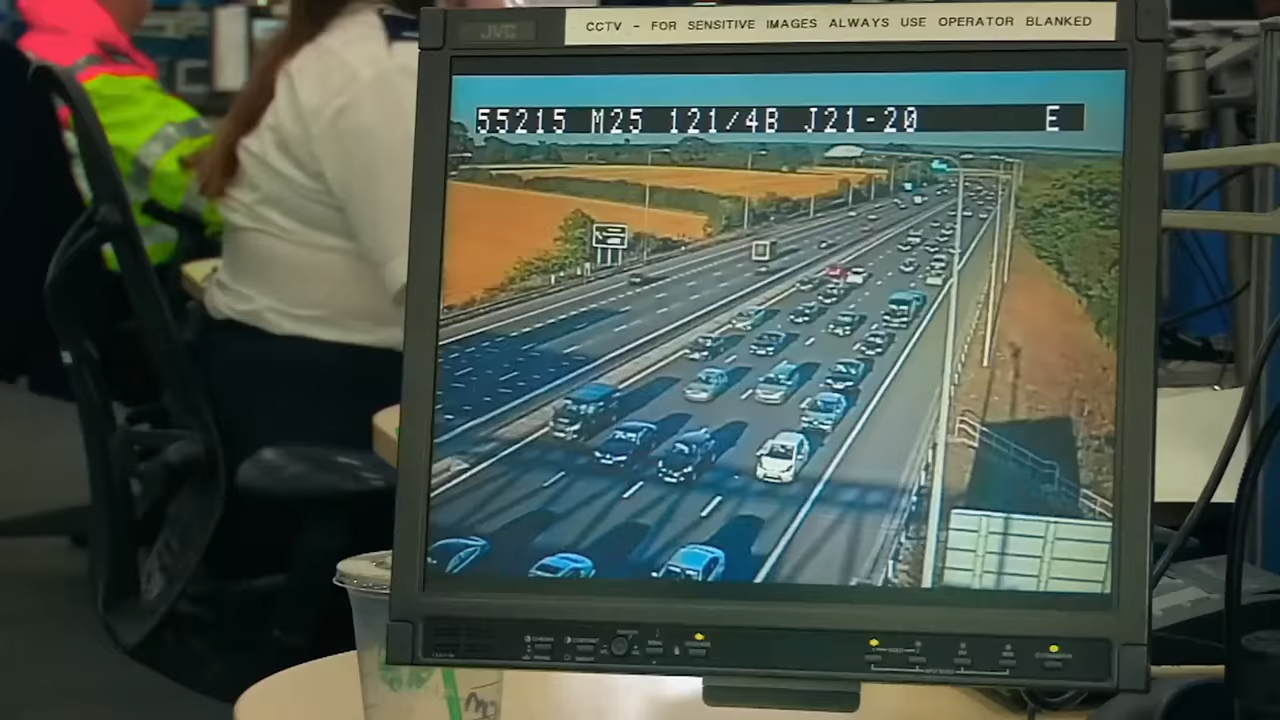 JVC
CCTV - FOR SENSITIVE IMAGES ALWAYS USE OPERATOR BLANKED
55215 M25 121/4B J21-20 E